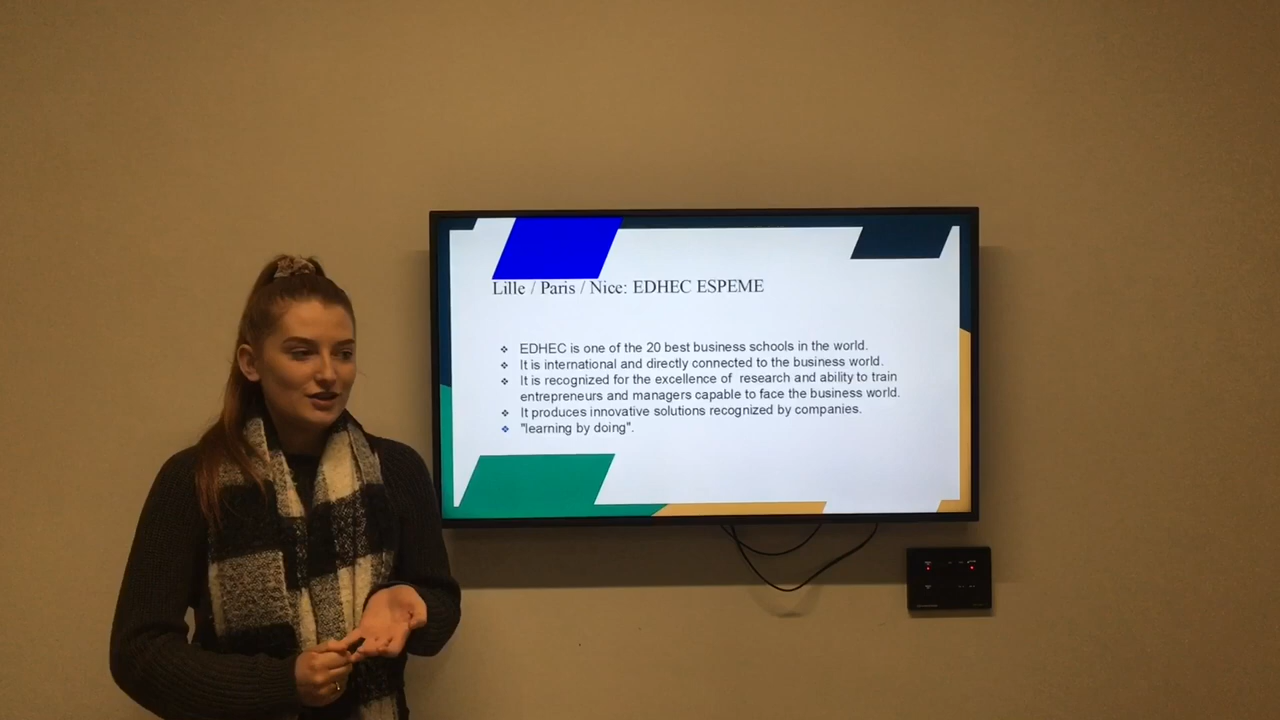 Lille / Paris / Nice: EDHEC ESPEME
❖ EDHEC is one of the 20 best business schools in the world.
❖ It is international and directly connected to the business world.
❖ It is recognized for the excellence of research and ability to train
entrepreneurs and managers capable to face the business world.
❖ It produces innovative solutions recognized by companies.
❖ "learning by doing".